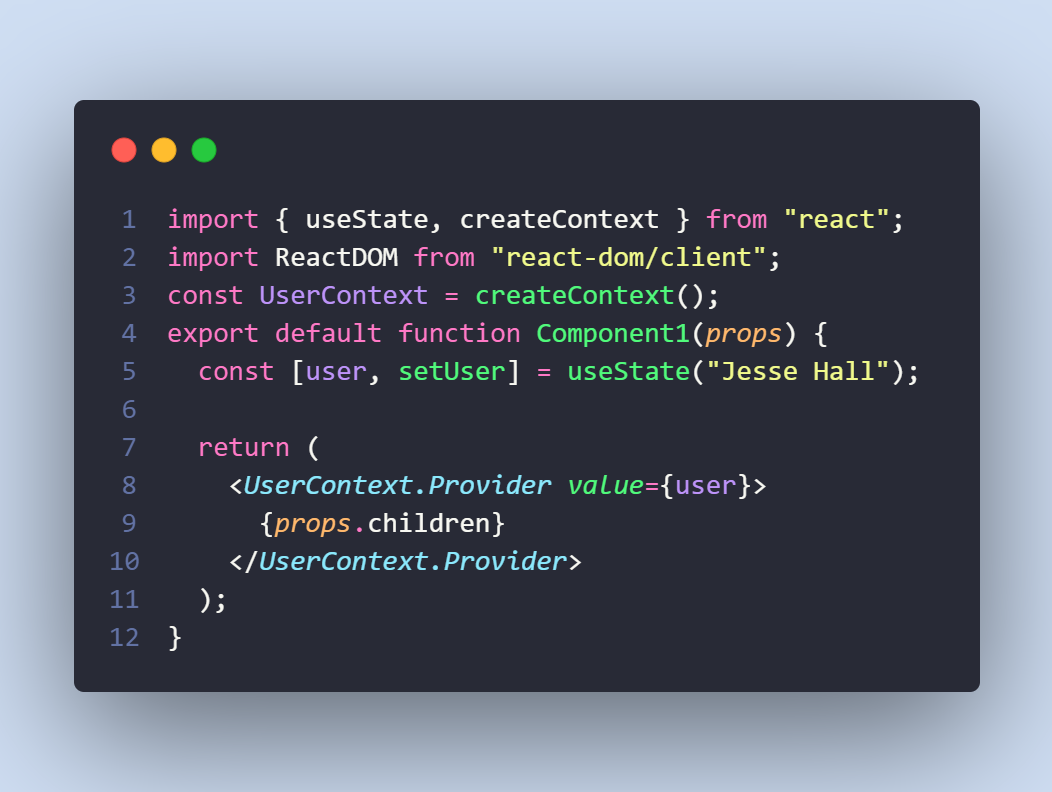 1 import { useState, createContext } from "react";
2 import ReactDOM from "react-dom/client";
3 const UserContext = createContext();
4 export default function Component1(props) {
5   const [user, setUser] = useState("Jesse Hall");
6
7   return (
8     <UserContext.Provider value={user}>
9       {props.children}
10     </UserContext.Provider>
11   );
12 }